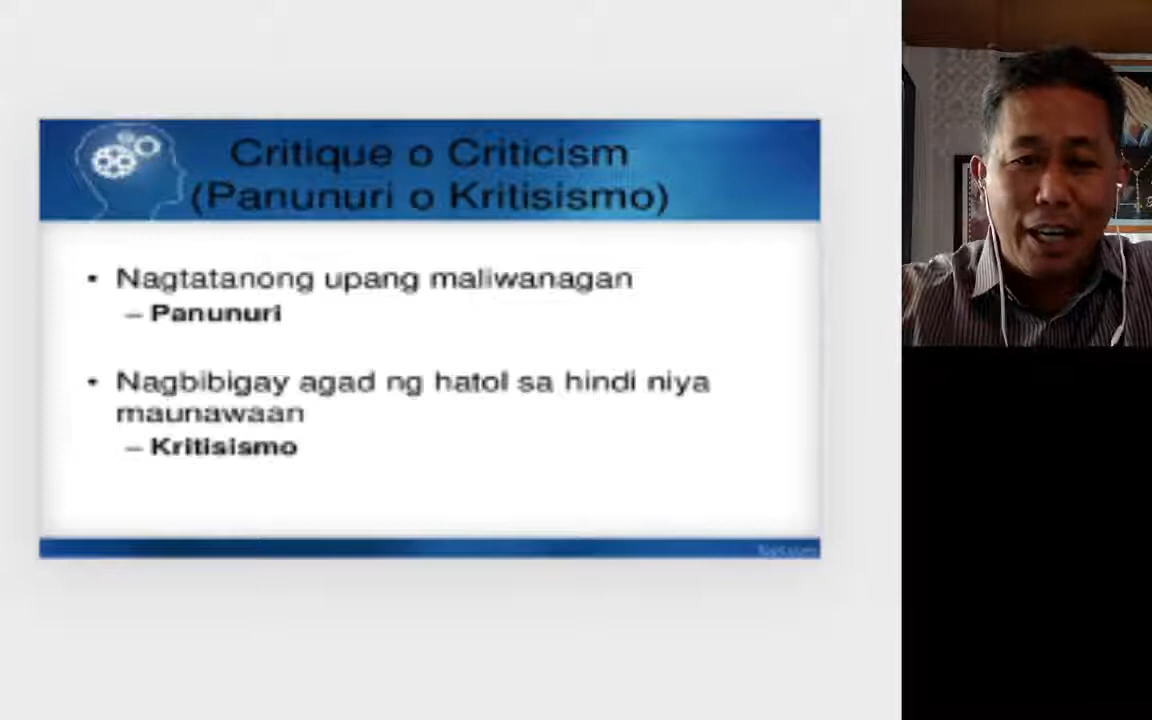 Critique o Criticism
(Panunuri o Kritisismo)
• Nagtatanong upang maliwanagan
– Panunuri
• Nagbibigay agad ng hatol sa hindi niya
maunawaan
– Kritisismo